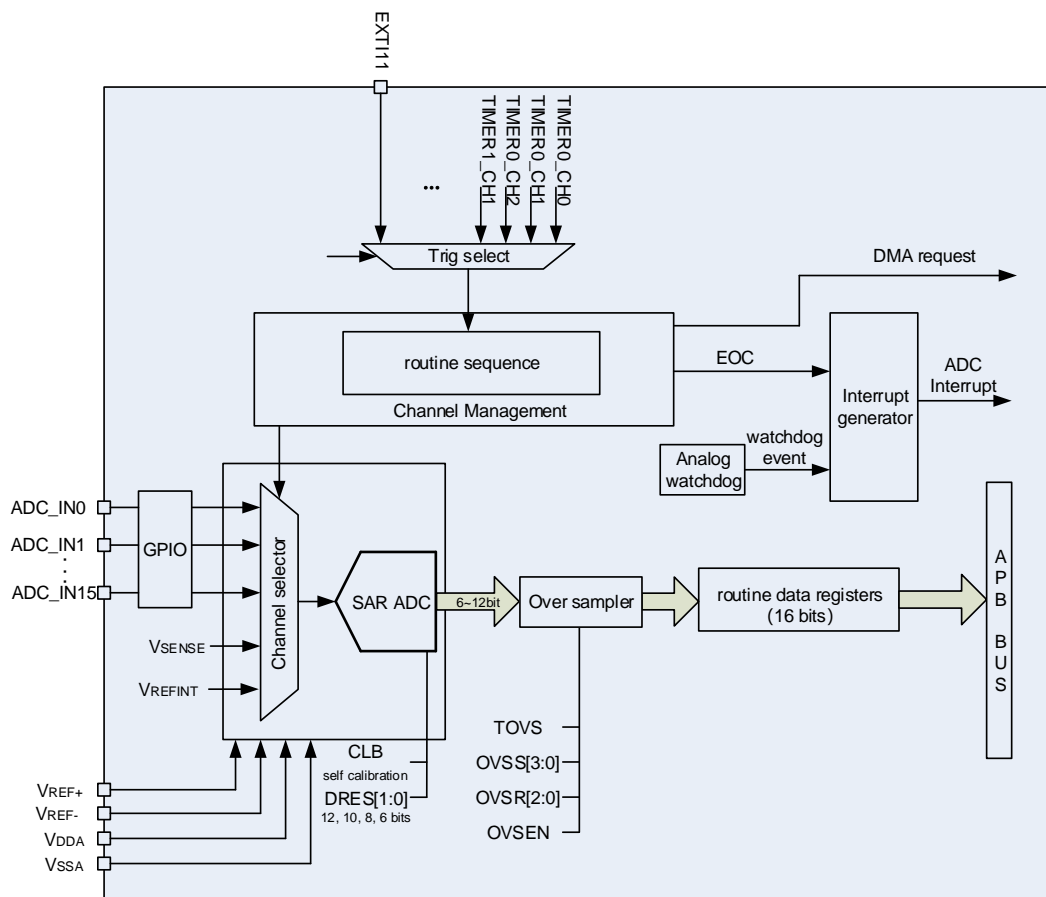 EXTI11
TIMER1_CH1
TIMER0_CH2
TIMER0_CH1
TIMER0_CH0
...
Trig select
DMA request
routine sequence
Channel Management
EOC
Interrupt
generator
ADC
Interrupt
Analog
watchdog
watchdog
event
ADC_IN0
ADC_IN1
ADC_IN15
GPIO
VSENSE
VREFINT
Channel selector
SAR ADC
6~12bit
Over sampler
routine data registers
(16 bits)
APB BUS
CLB
self calibration
DRES[1:0]
12, 10, 8, 6 bits
TOVS
OVSS[3:0]
OVSR[2:0]
OVSEN
VREF+
VREF-
VDDA
VSSA